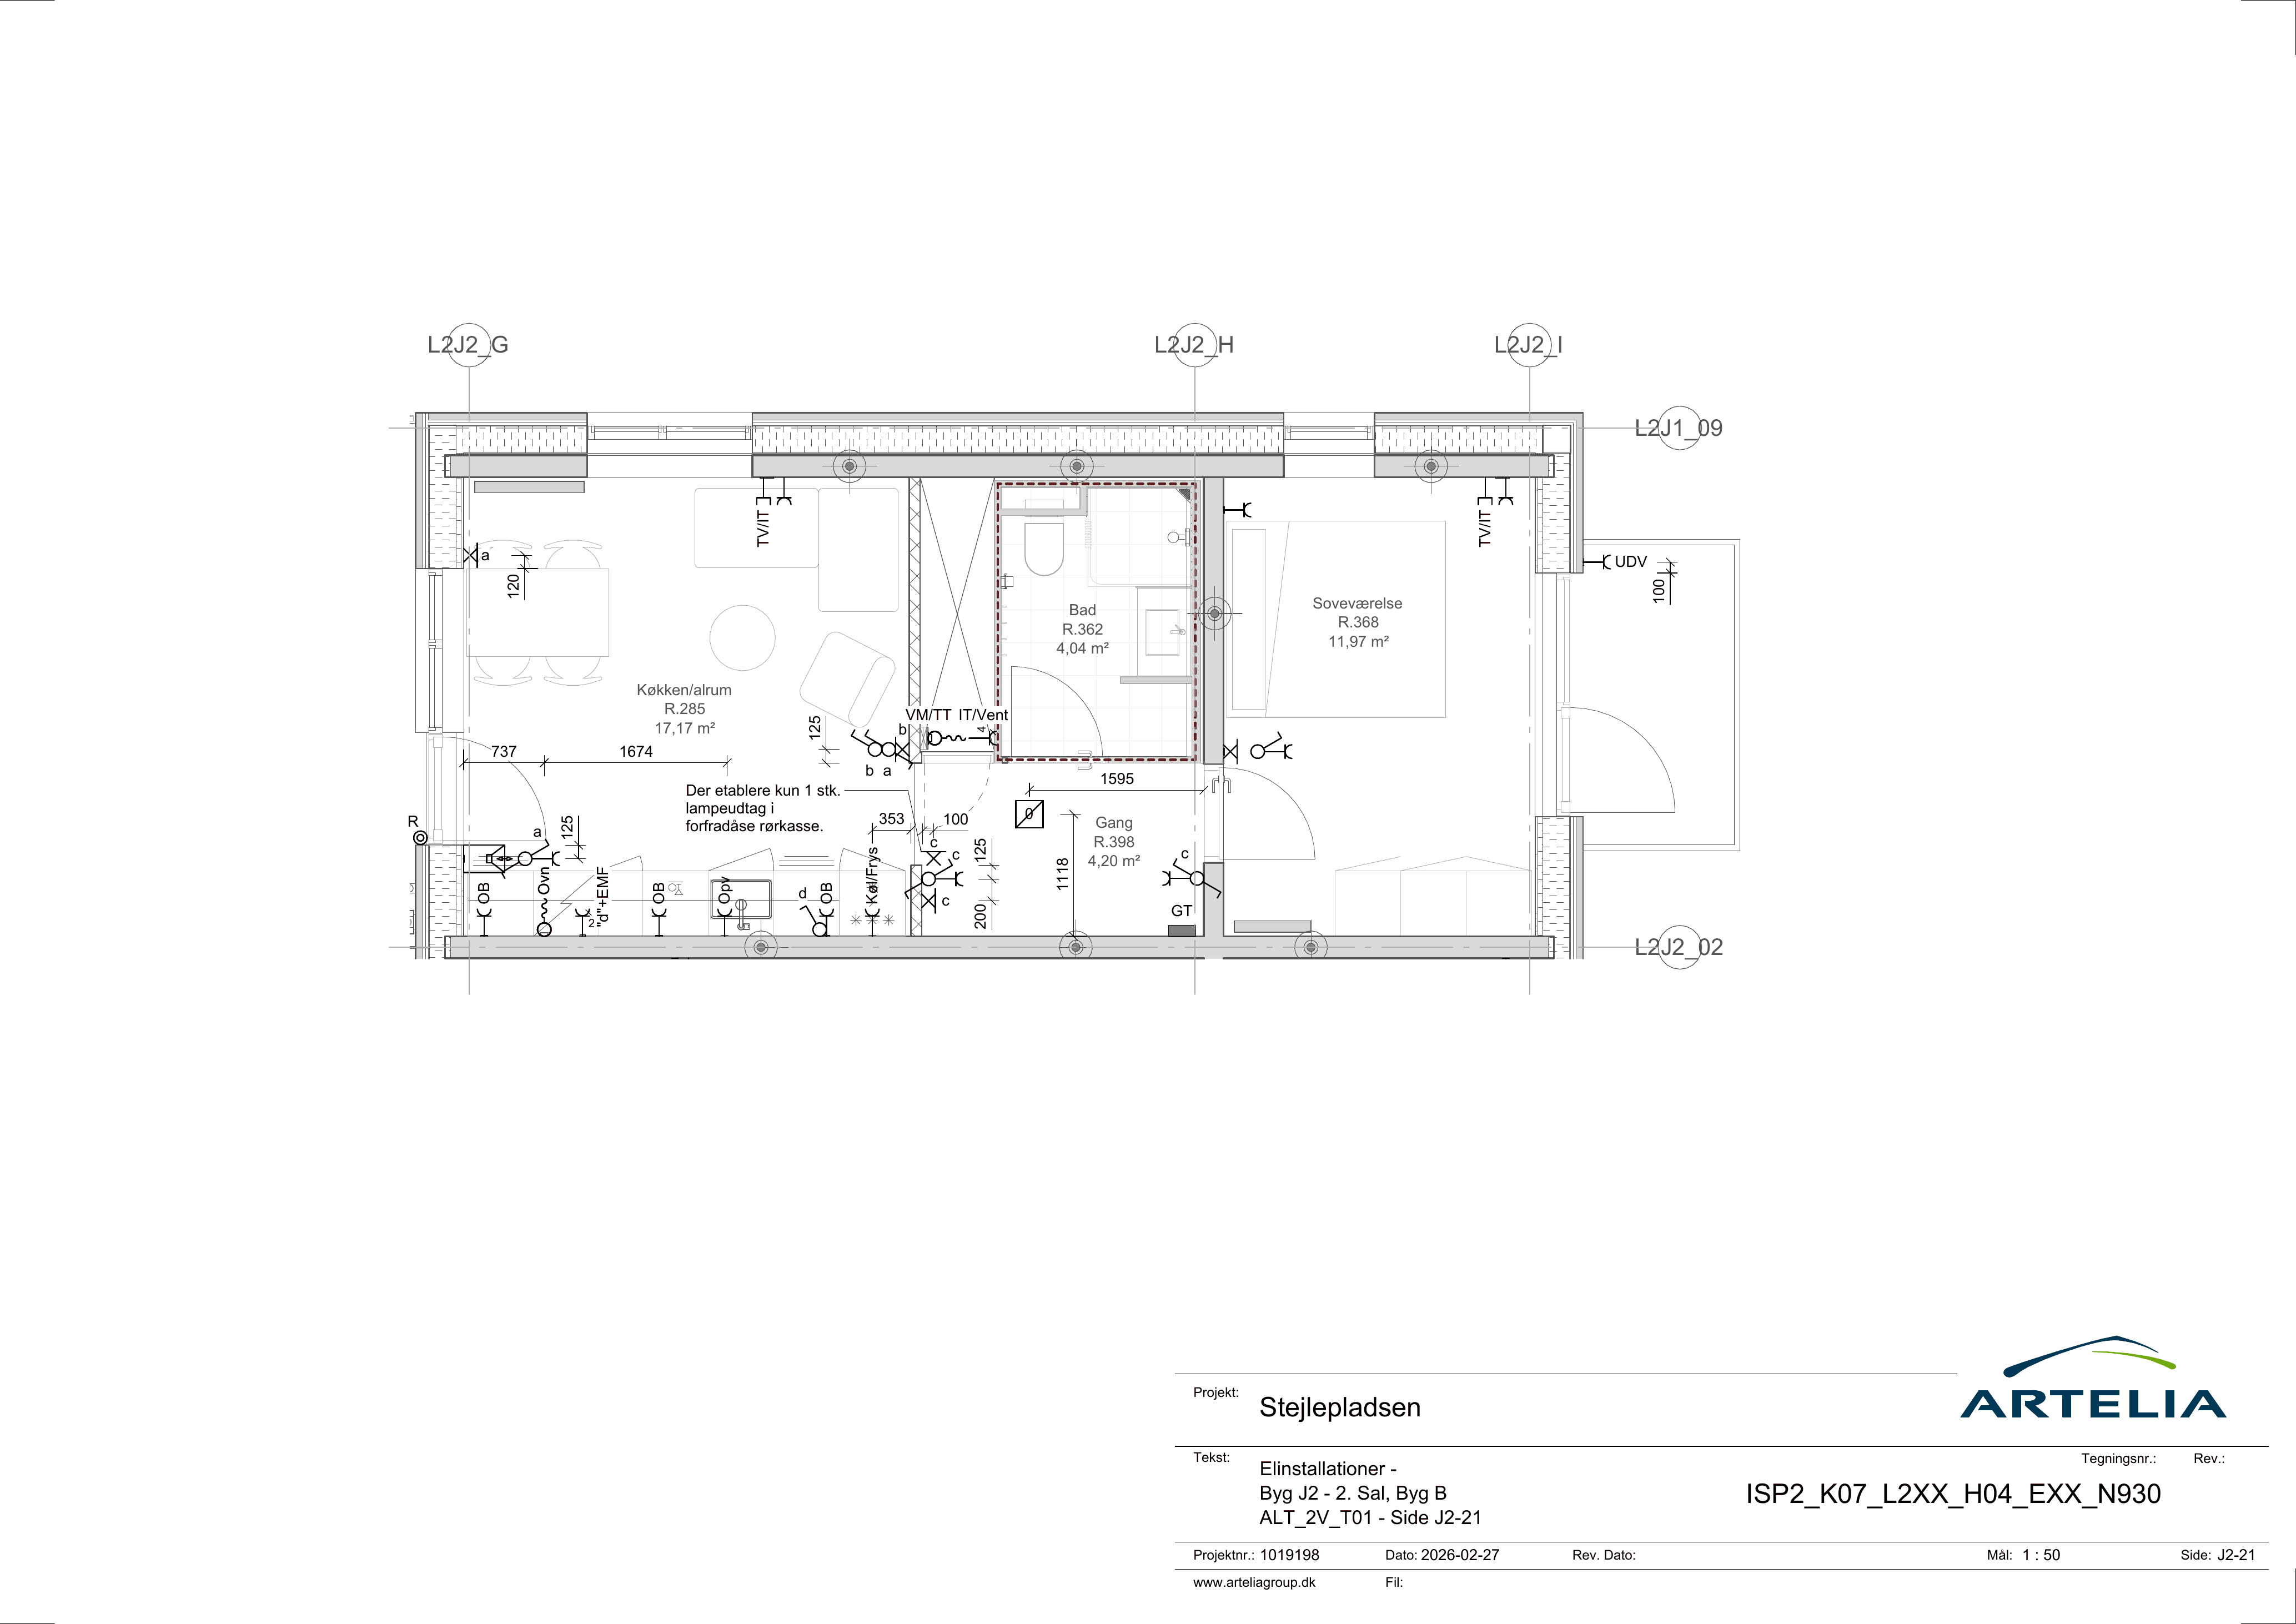 L2J2_G
L2J2_H
L2J2_I
L2J1_09
TV/IT
TV/IT
a
120
UDV
100
Bad
R.362
4,04 m²
Soveværelse
R.368
11,97 m²
Køkken/alrum
R.285
17,17 m²
VM/TT IT/Vent
125
b
4
737
1674
b a
1595
Der etablere kun 1 stk.
lampeudtag i
forfradåse rørkasse.
353
100
0
Gang
R.398
4,20 m²
R
a
125
c
c
125
c
1118
OB
Ovn
2
"d"+EMF
OB
Opv
d
OB
Køl/Frys
c
200
GT
L2J2_02
Projekt:
Stejlepladsen
ARTELIA
Tekst:
Elinstallationer -
Byg J2 - 2. Sal, Byg B
ALT_2V_T01 - Side J2-21
Tegningsnr.:
Rev.:
ISP2_K07_L2XX_H04_EXX_N930
Projektnr.: 1019198
Dato: 2026-02-27
Rev. Dato:
Mål: 1 : 50
Side: J2-21
www.arteliagroup.dk
Fil: